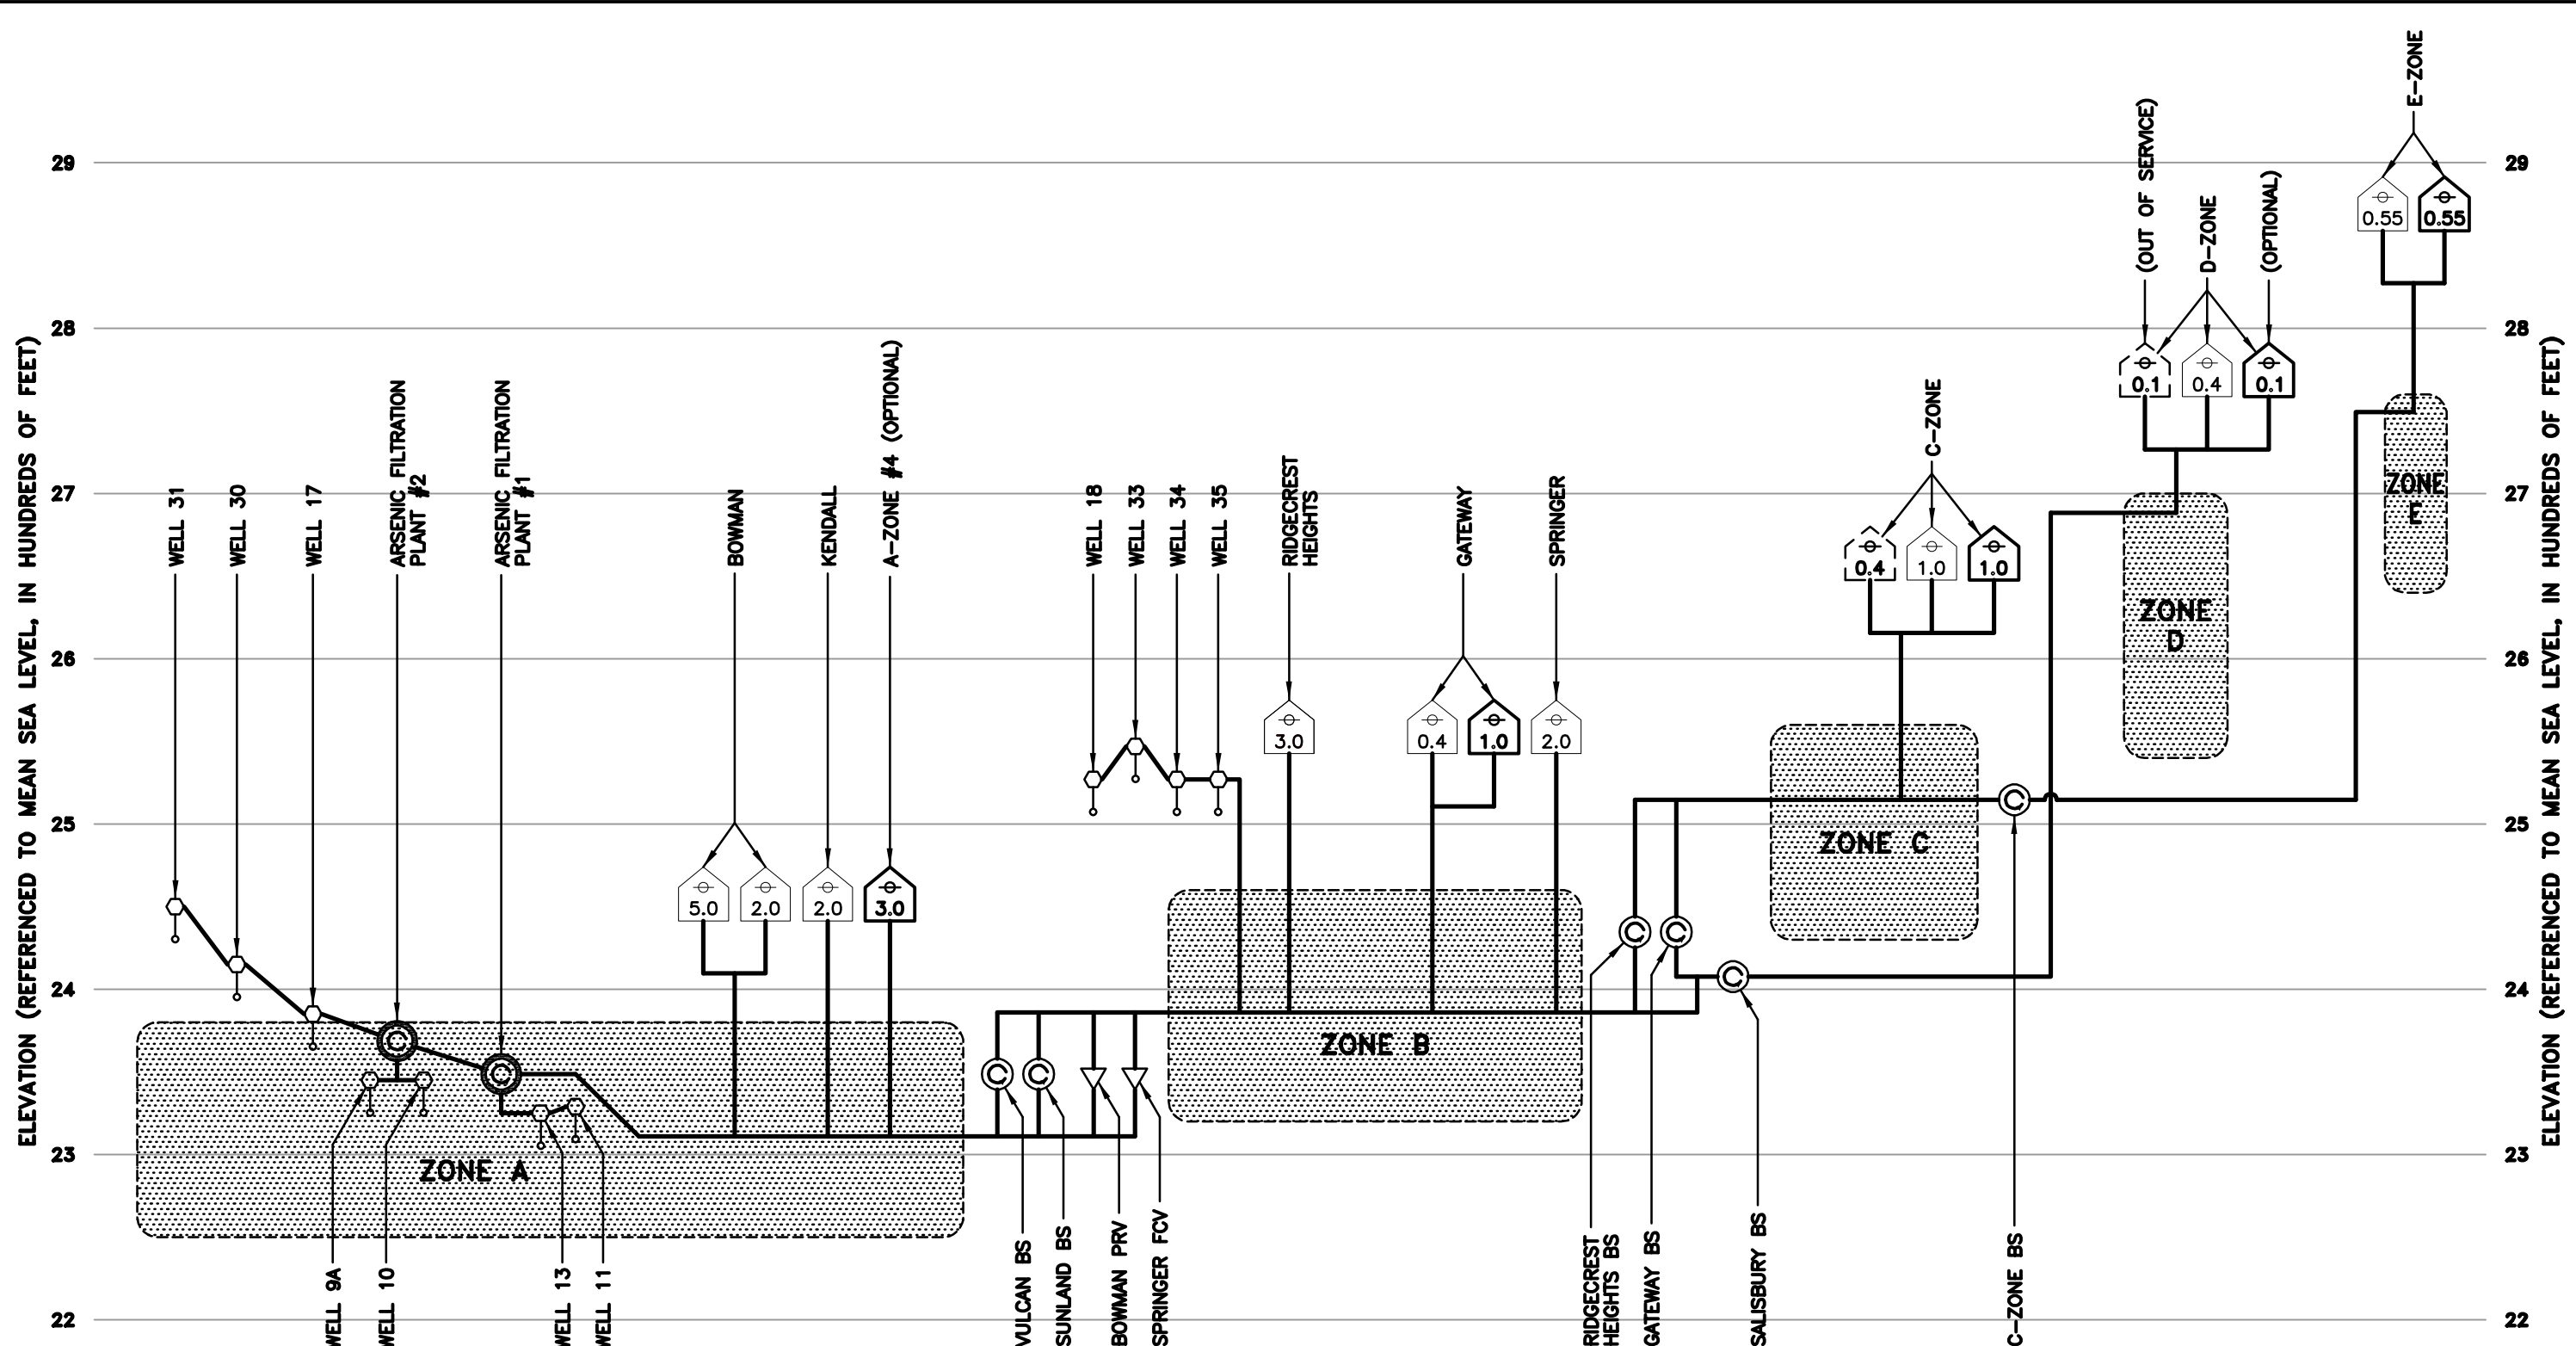 E-ZONE
(OUT OF SERVICE)
D-ZONE
(OPTIONAL)
29
29
0.55
0.55
28
28
0.1
0.4
0.1
ELEVATION (REFERENCED TO MEAN SEA LEVEL, IN HUNDREDS OF FEET)
ELEVATION (REFERENCED TO MEAN SEA LEVEL, IN HUNDREDS OF FEET)
A-ZONE #4 (OPTIONAL)
ARSENIC FILTRATION
PLANT #2
ARSENIC FILTRATION
PLANT #1
C-ZONE
27
27
WELL 31
WELL 30
WELL 17
BOWMAN
KENDALL
WELL 18
WELL 33
WELL 34
WELL 35
RIDGECREST
HEIGHTS
GATEWAY
SPRINGER
ZONE
E
0.4
1.0
1.0
ZONE
D
26
26
3.0
0.4
1.0
2.0
25
25
ZONE C
5.0
2.0
2.0
3.0
24
24
ZONE B
23
23
ZONE A
WELL 9A
WELL 10
WELL 13
WELL 11
VULCAN BS
SUNLAND BS
BOWMAN PRV
SPRINGER FCV
RIDGECREST
HEIGHTS BS
GATEWAY BS
SALISBURY BS
C-ZONE BS
22
22